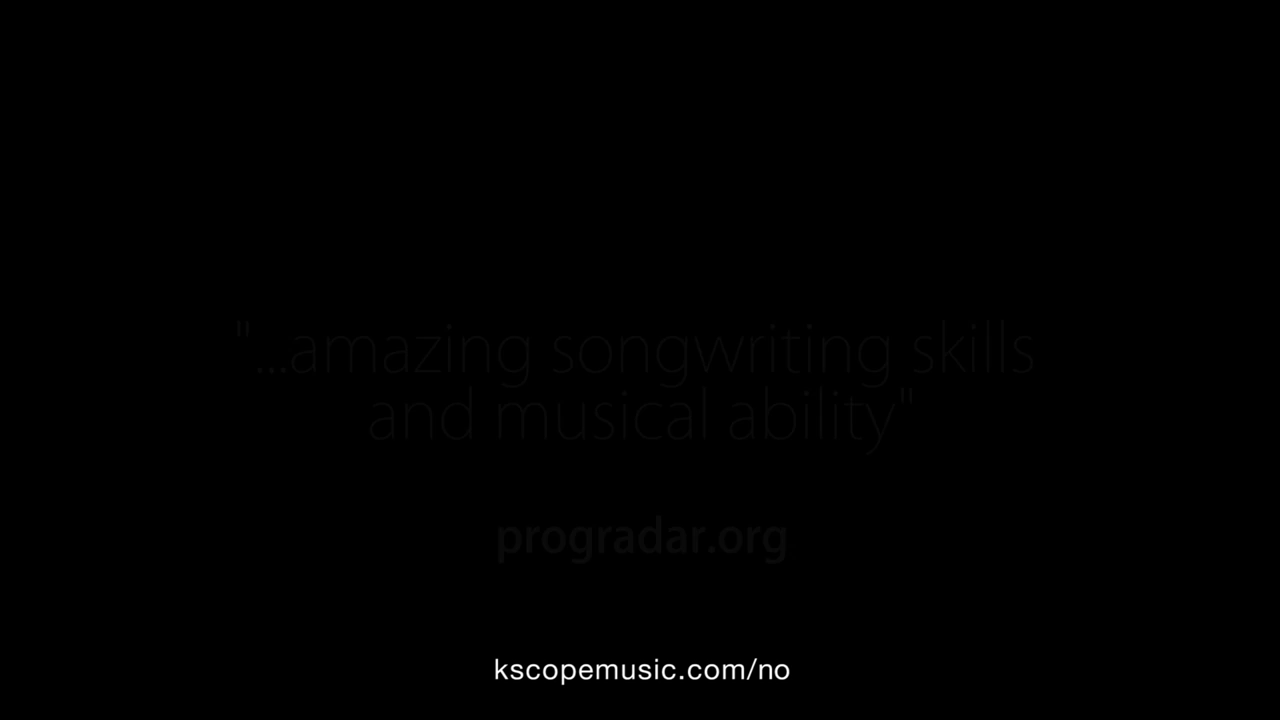 "...amazing songwriting skills
and musical ability"
progradar.org
kscopemusic.com/no